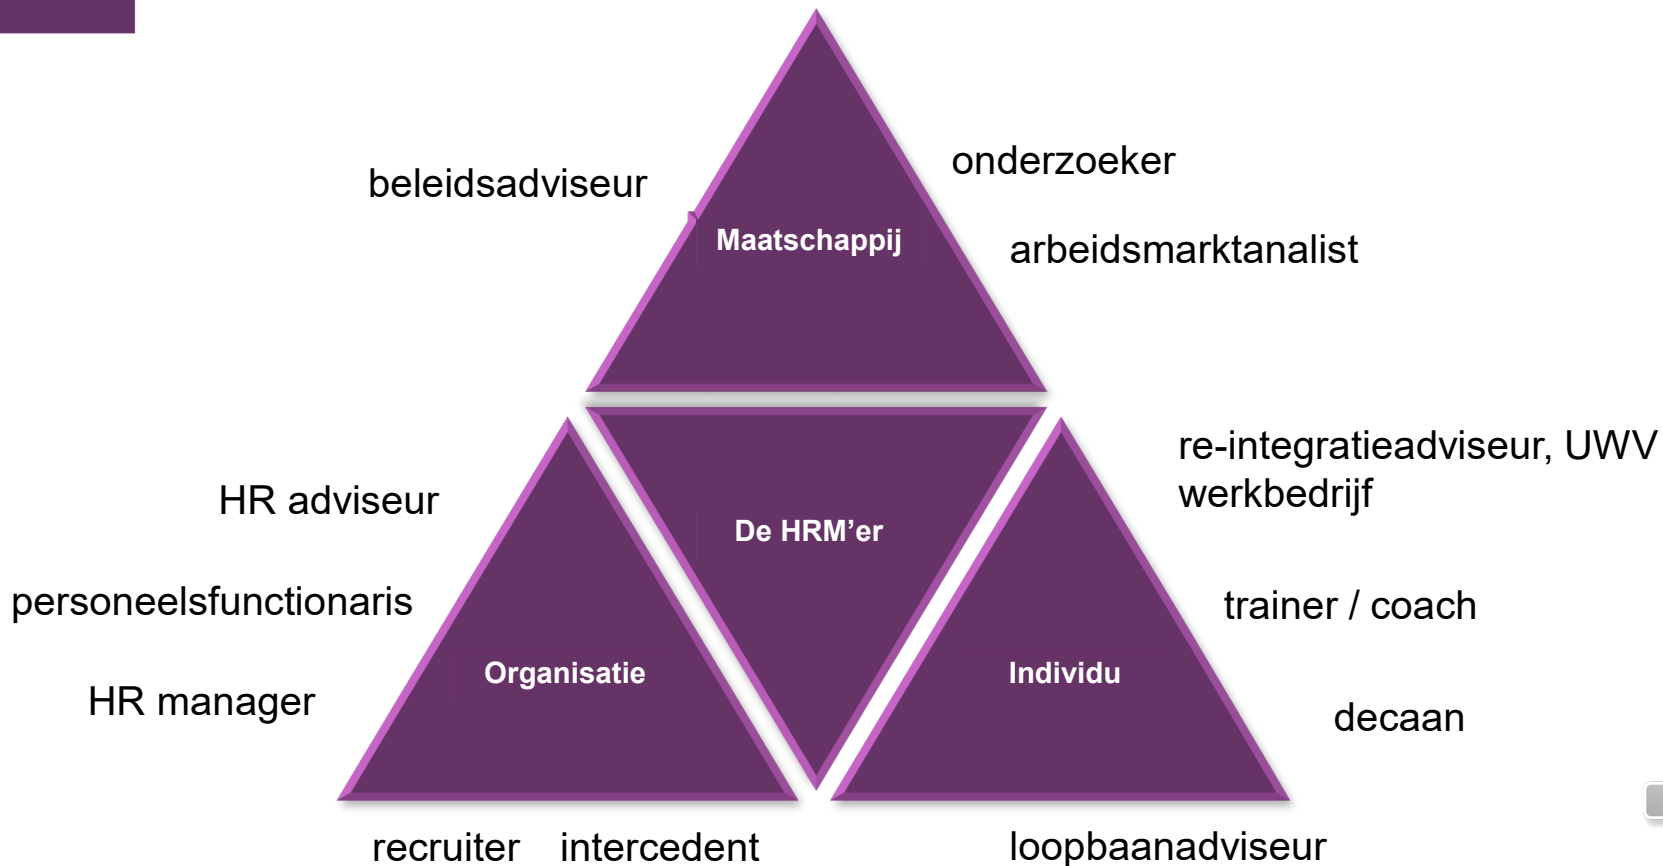 onderzoeker
beleidsadviseur
Maatschappij
arbeidsmarktanalist
re-integratieadviseur, UWV
werkbedrijf
HR adviseur
De HRM’er
personeelsfunctionaris
trainer / coach
Organisatie
Individu
HR manager
decaan
recruiter
intercedent
loopbaanadviseur